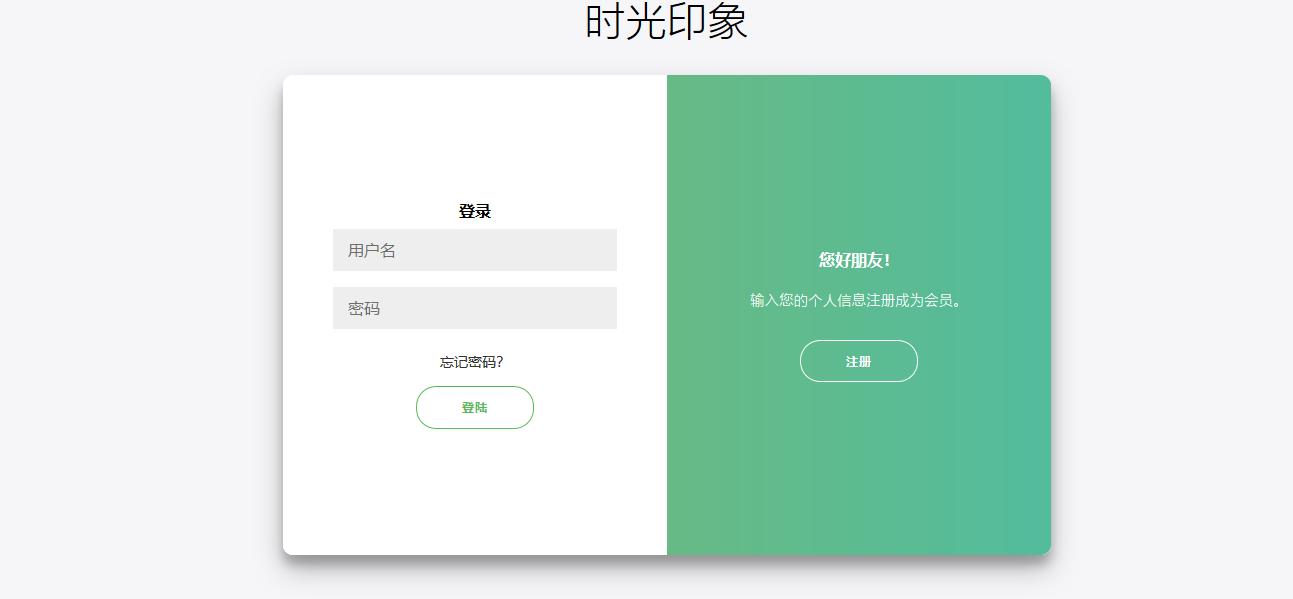 时光印象
登录
用户名
密码
忘记密码?
登陆
您好朋友!
输入您的个人信息注册成为会员。
注册